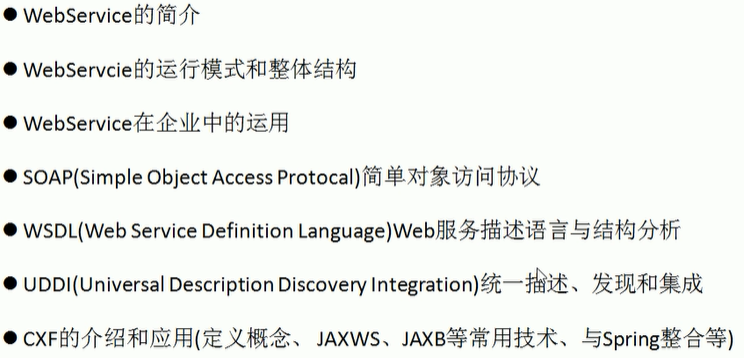 ● WebService的简介
● WebServcie的运行模式和整体结构
● WebService在企业中的运用
● SOAP(Simple Object Access Protocal)简单对象访问协议
● WSDL(Web Service Definition Language)Web服务描述语言与结构分析
● UDDI(Universal Description Discovery Integration)统一描述、发现和集成
● CXF的介绍和应用(定义概念、JAXWS、JAXB等常用技术、与Spring整合等)